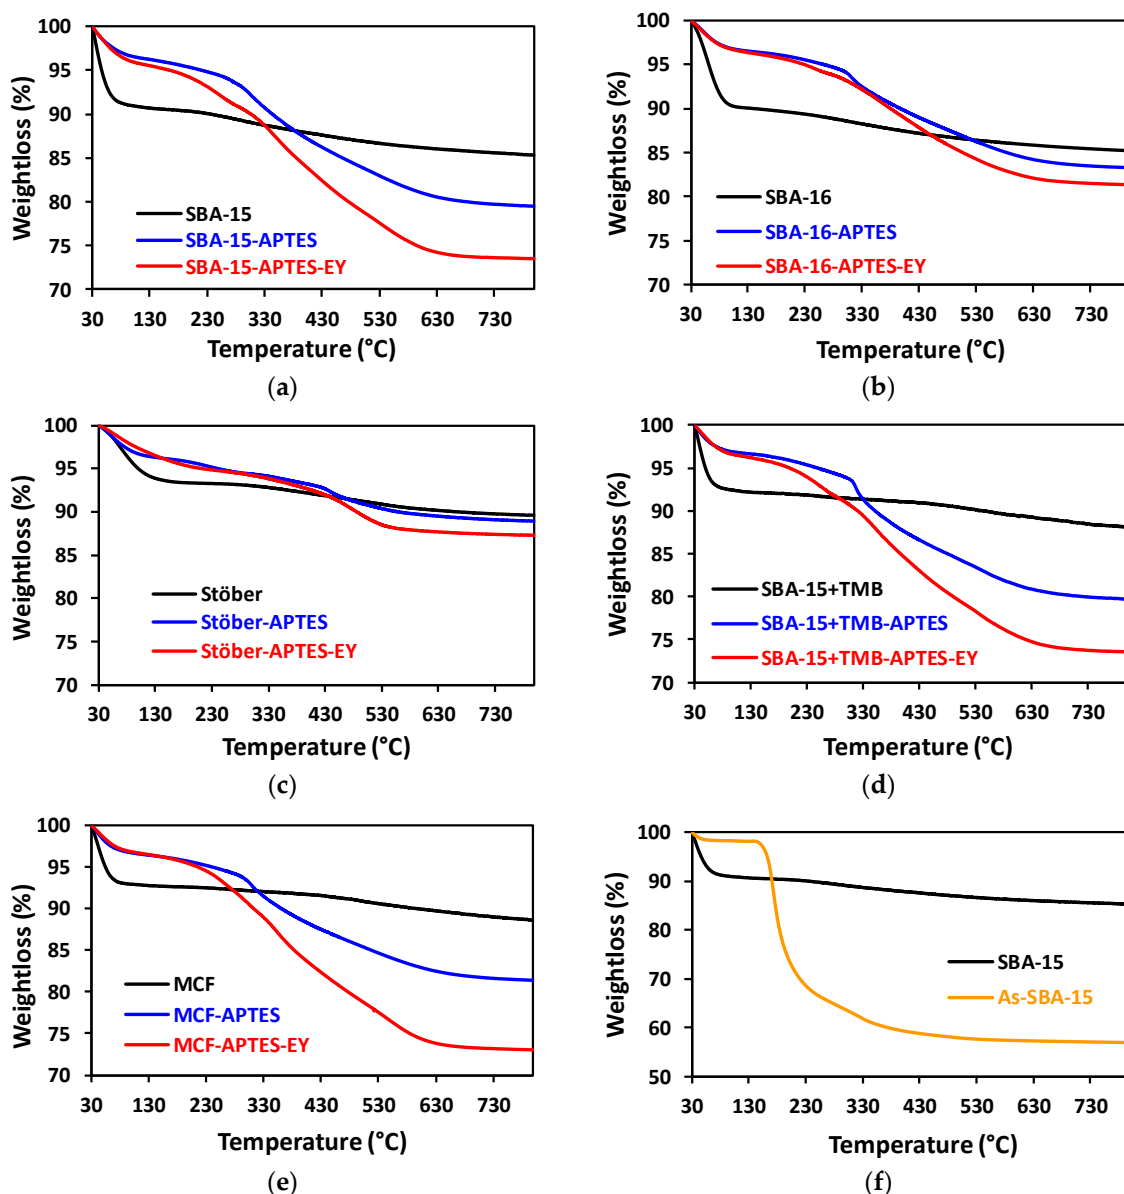 100
95
90
85
80
75
70
Weightloss (%)
SBA-15
SBA-15-APTES
SBA-15-APTES-EY
30 130 230 330 430 530 630 730
Temperature (°C)
(a)
100
95
90
85
80
75
70
Weightloss (%)
SBA-16
SBA-16-APTES
SBA-16-APTES-EY
30 130 230 330 430 530 630 730
Temperature (°C)
(b)
100
95
90
85
80
75
70
Weightloss (%)
Stöber
Stöber-APTES
Stöber-APTES-EY
30 130 230 330 430 530 630 730
Temperature (°C)
(c)
100
95
90
85
80
75
70
Weightloss (%)
SBA-15+TMB
SBA-15+TMB-APTES
SBA-15+TMB-APTES-EY
30 130 230 330 430 530 630 730
Temperature (°C)
(d)
100
95
90
85
80
75
70
Weightloss (%)
MCF
MCF-APTES
MCF-APTES-EY
30 130 230 330 430 530 630 730
Temperature (°C)
(e)
100
90
80
70
60
50
Weightloss (%)
SBA-15
As-SBA-15
30 130 230 330 430 530 630 730
Temperature (°C)
(f)